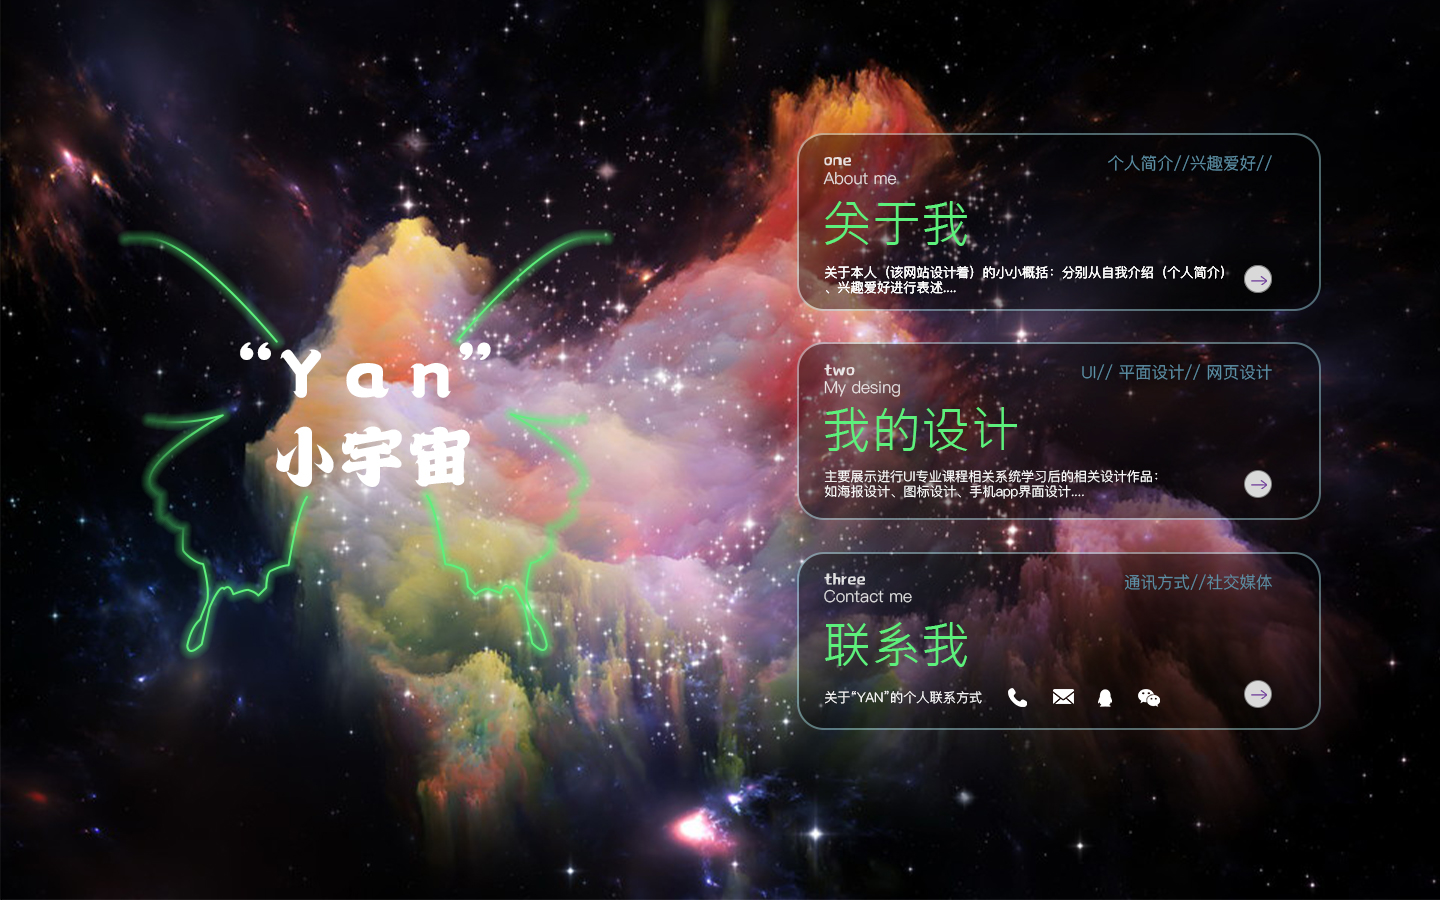 “Yan”
小宇宙
one
About me
个人简介//兴趣爱好//
关于我
关于本人（该网站设计着）的小小概括：分别从自我介绍（个人简介）
、兴趣爱好进行表述....
two
My desing
UI// 平面设计// 网页设计
我的设计
主要展示进行UI专业课程相关系统学习后的相关设计作品：
如海报设计、图标设计、手机app界面设计....
three
Contact me
通讯方式//社交媒体
联系我
关于“YAN”的个人联系方式